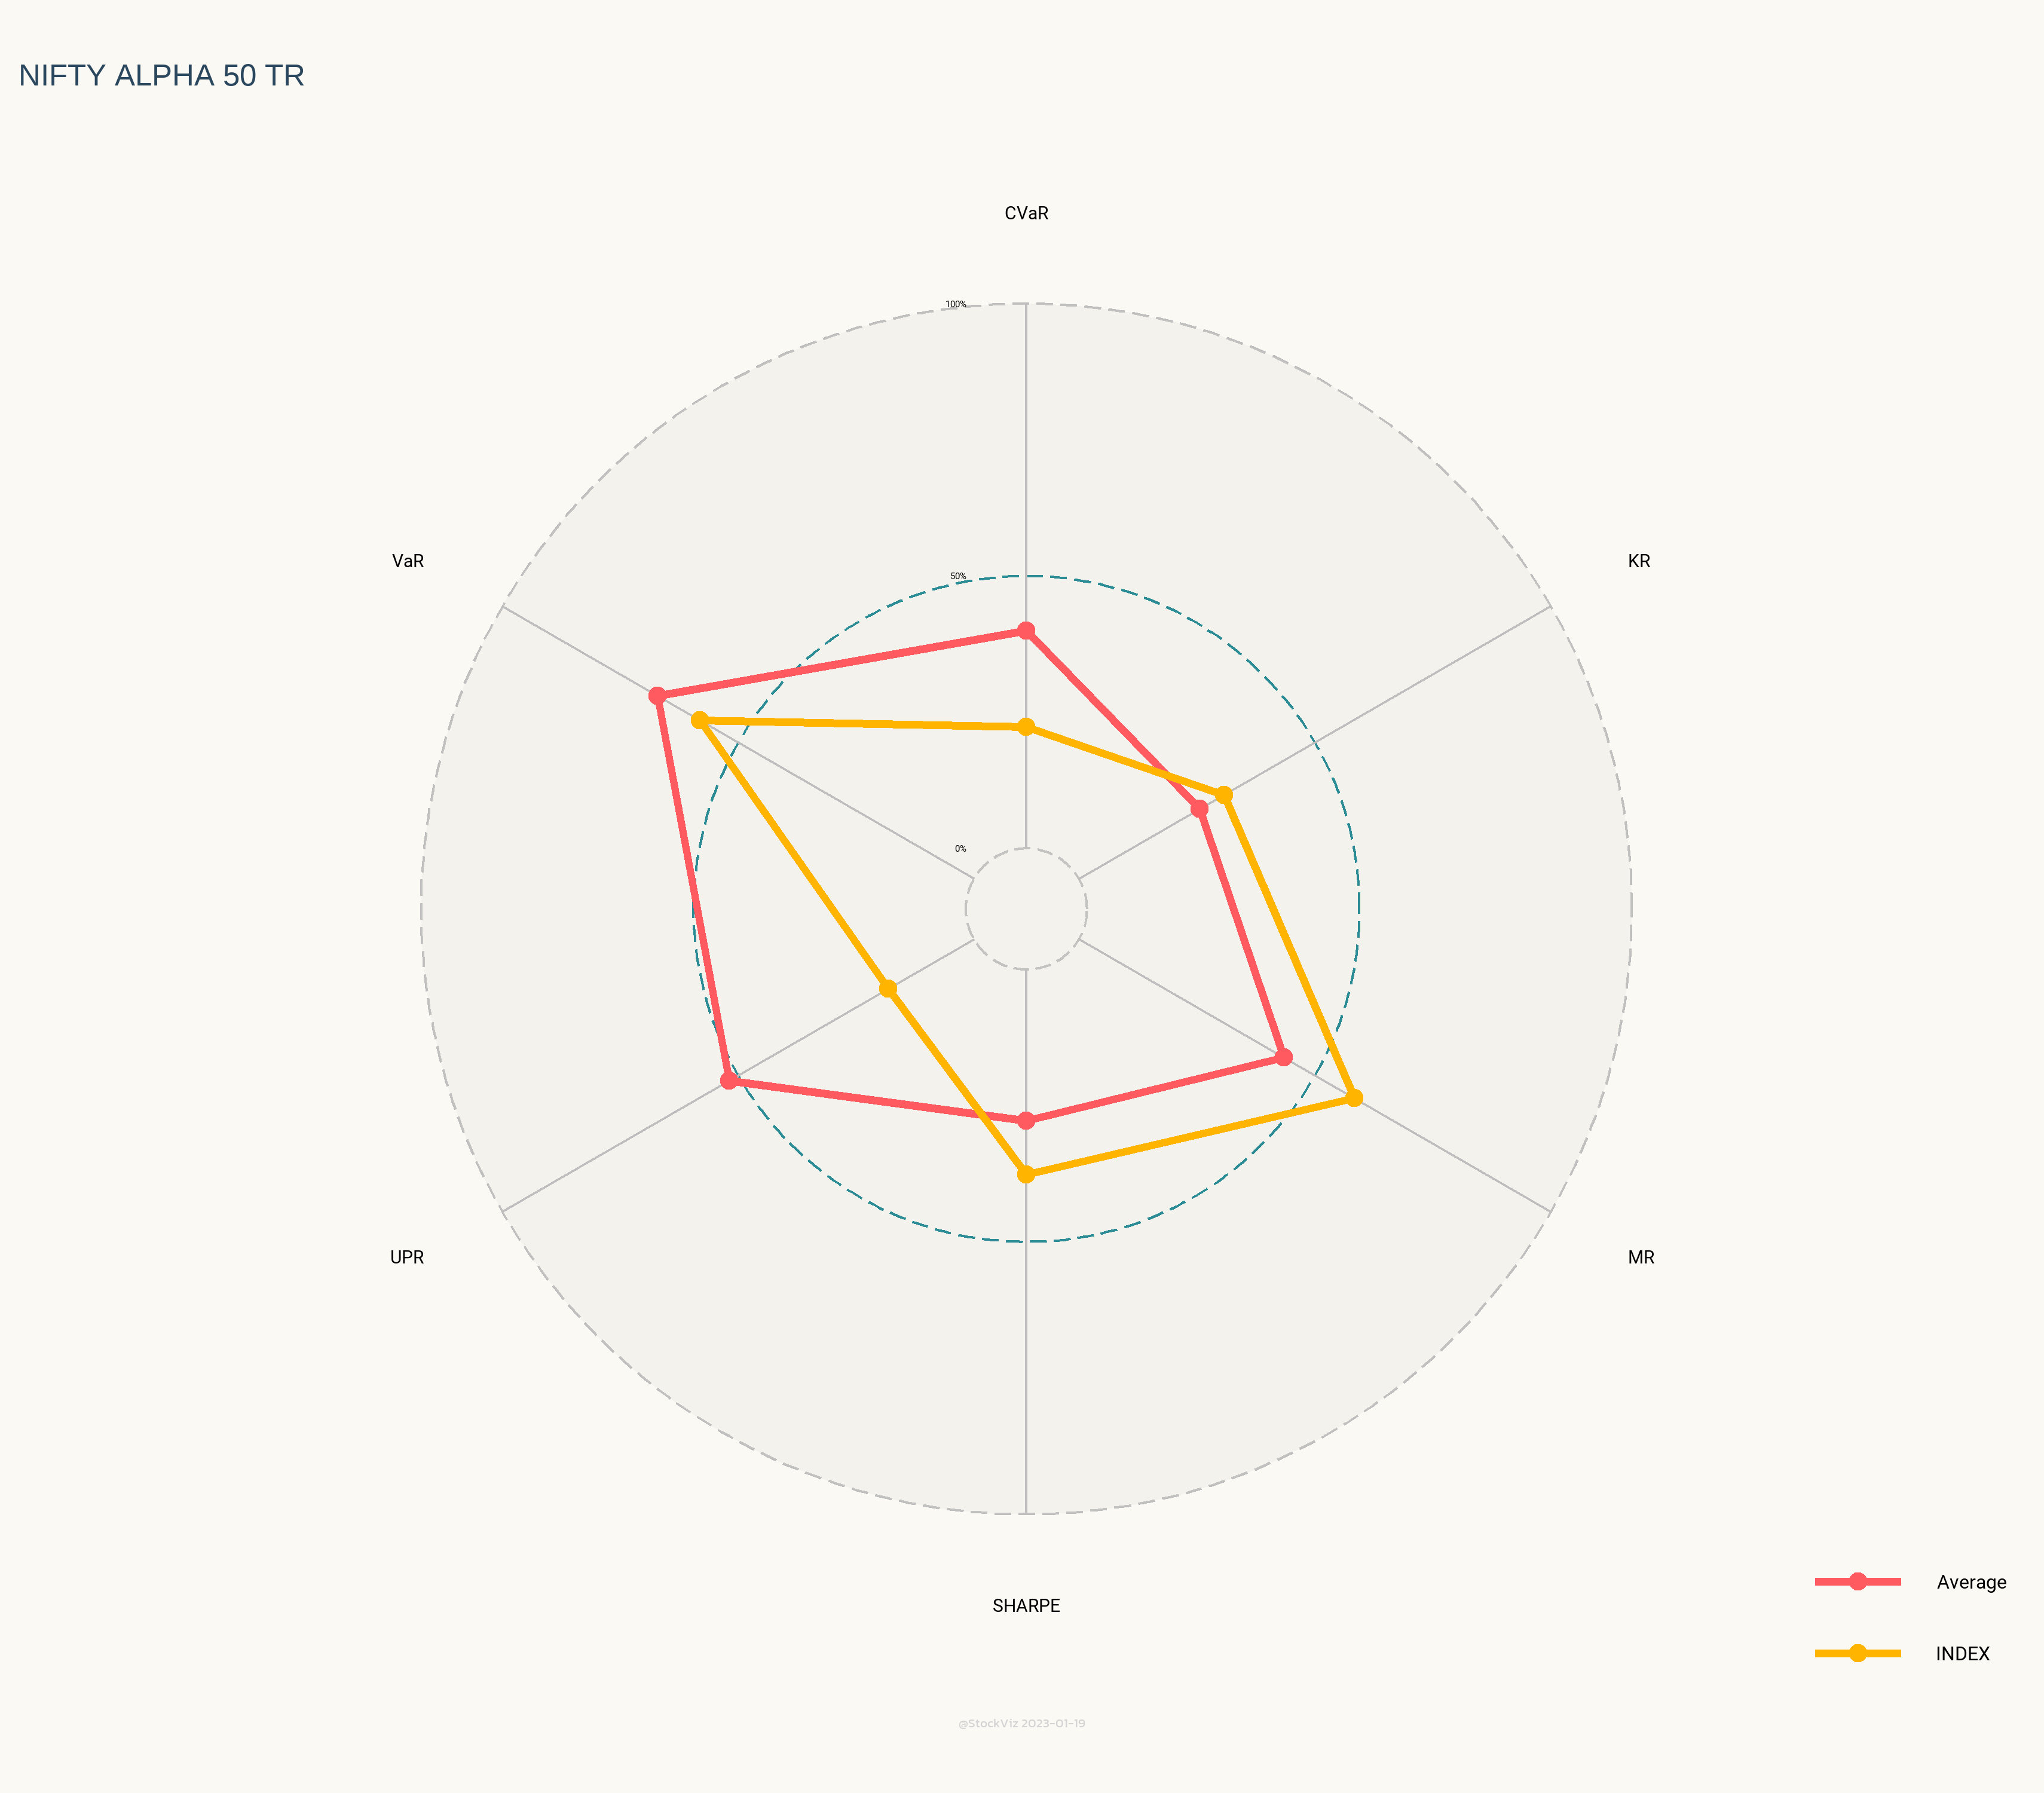 NIFTY ALPHA 50 TR
CVaR
100%
VaR
KR
50%
0%
UPR
MR
SHARPE
Average
INDEX
@StockViz 2023-01-19